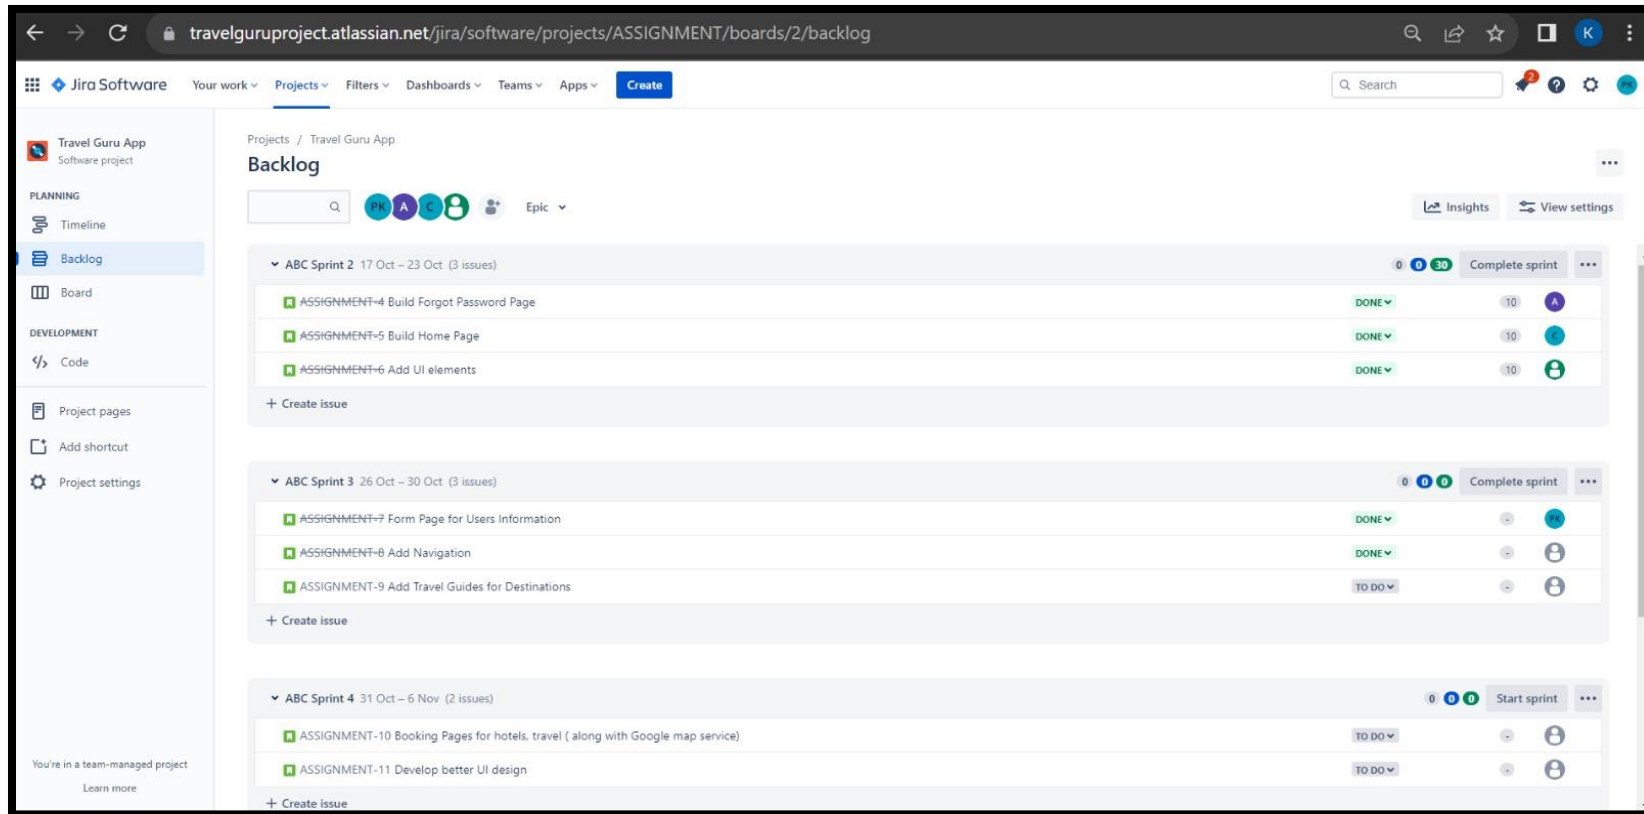 travelguruproject.atlassian.net/jira/software/projects/ASSIGNMENT/boards/2/backlog K
Jira Software Your work Projects Filters Dashboards Teams Apps Create Search 2 PK
Travel Guru App
Software project
PLANNING
Timeline
Backlog
Board
DEVELOPMENT
Code
Project pages
Add shortcut
Project settings
You're in a team-managed project
Learn more
Projects / Travel Guru App
Backlog
PK A C Epic Insights View settings
ABC Sprint 2 17 Oct – 23 Oct (3 issues) 0 0 30 Complete sprint
ASSIGNMENT-4 Build Forgot Password Page DONE 10 A
ASSIGNMENT-5 Build Home Page DONE 10 C
ASSIGNMENT-6 Add UI elements DONE 10
+ Create issue
ABC Sprint 3 26 Oct – 30 Oct (3 issues) 0 0 0 Complete sprint
ASSIGNMENT-7 Form Page for Users Information DONE - PK
ASSIGNMENT-8 Add Navigation DONE -
ASSIGNMENT-9 Add Travel Guides for Destinations TO DO -
+ Create issue
ABC Sprint 4 31 Oct – 6 Nov (2 issues) 0 0 0 Start sprint
ASSIGNMENT-10 Booking Pages for hotels, travel ( along with Google map service) TO DO -
ASSIGNMENT-11 Develop better UI design TO DO -
+ Create issue